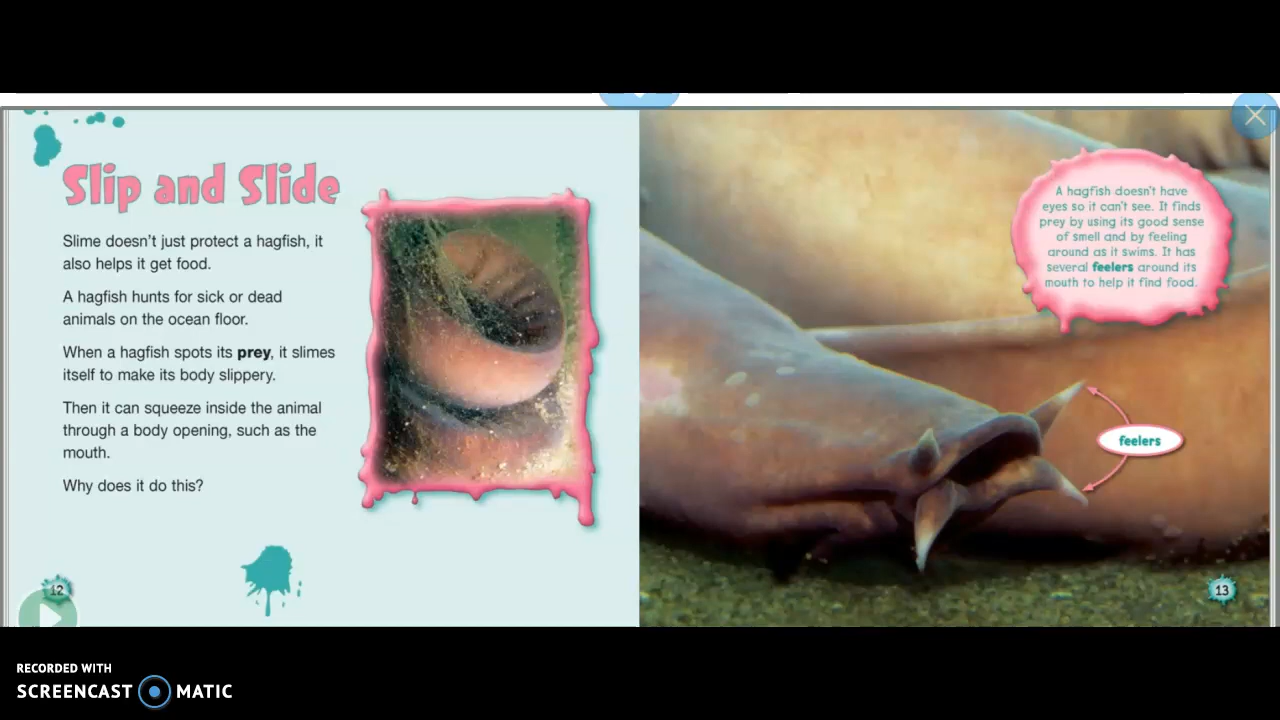 Slip and Slide
Slime doesn't just protect a hagfish, it
also helps it get food.
A hagfish hunts for sick or dead
animals on the ocean floor.
When a hagfish spots its prey, it slimes
itself to make its body slippery.
Then it can squeeze inside the animal
through a body opening, such as the
mouth.
Why does it do this?
12
A hagfish doesn't have
eyes so it can't see. It finds
prey by using its good sense
of smell and by feeling
around as it swims. It has
several feelers around its
mouth to help it find food.
feelers
13
RECORDED WITH
SCREENCAST MATIC